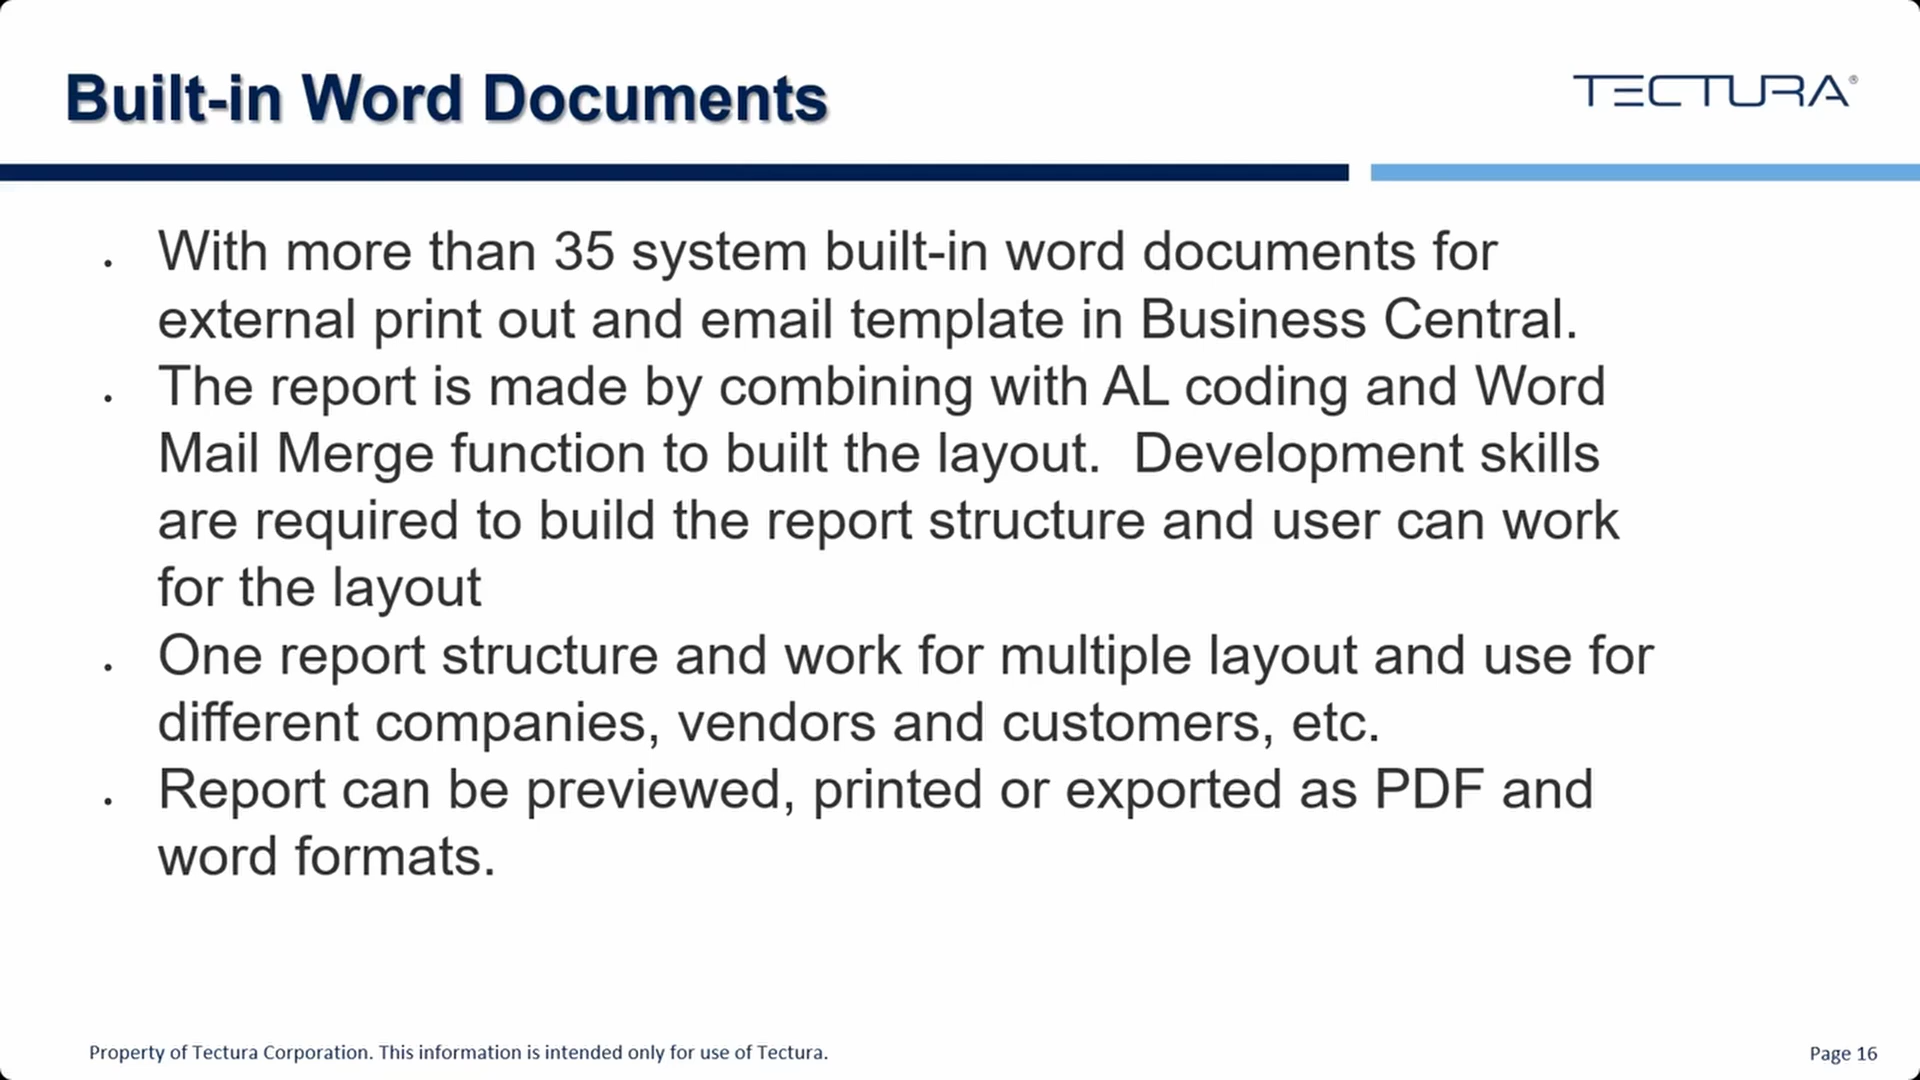 Built-in Word Documents
TECTURA®
. With more than 35 system built-in word documents for
external print out and email template in Business Central.
. The report is made by combining with AL coding and Word
Mail Merge function to built the layout.  Development skills
are required to build the report structure and user can work
for the layout
. One report structure and work for multiple layout and use for
different companies, vendors and customers, etc.
. Report can be previewed, printed or exported as PDF and
word formats.
Property of Tectura Corporation. This information is intended only for use of Tectura.
Page 16